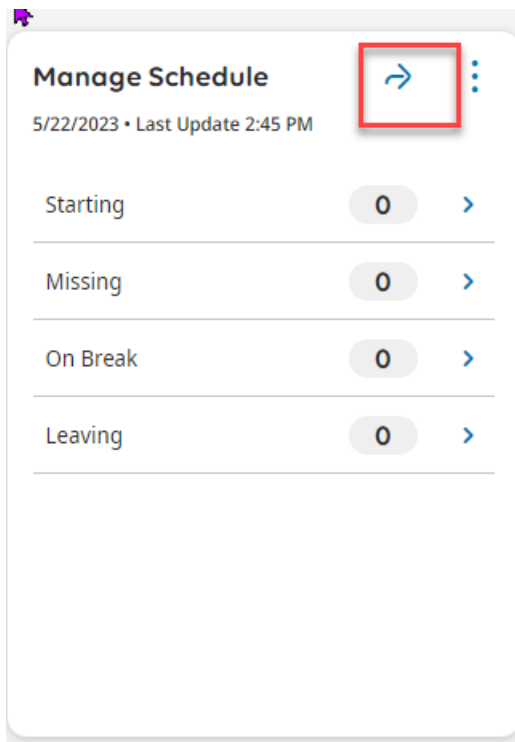 Manage Schedule
5/22/2023 • Last Update 2:45 PM
Starting 0
Missing 0
On Break 0
Leaving 0